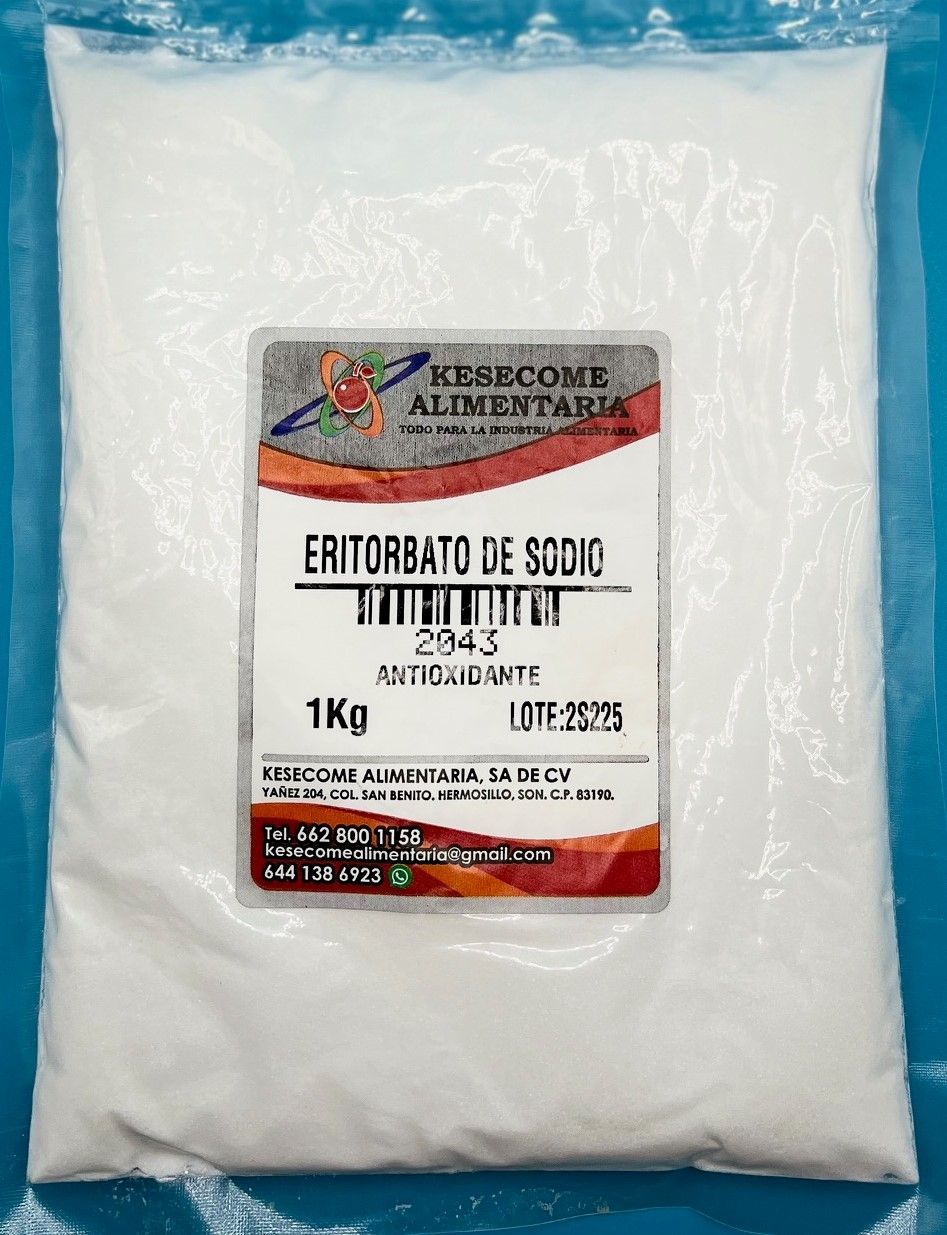 KESECOME
ALIMENTARIA
TODO PARA LA INDUSTRIA ALIMENTARIA
ERITORBATO DE SODIO
2043
ANTIOXIDANTE
1Kg LOTE:2S225
KESECOME ALIMENTARIA, SA DE CV
YAÑEZ 204, COL. SAN BENITO. HERMOSILLO, SON. C.P. 83190.
Tel. 662 800 1158
kesecomealimentaria@gmail.com
644 138 6923